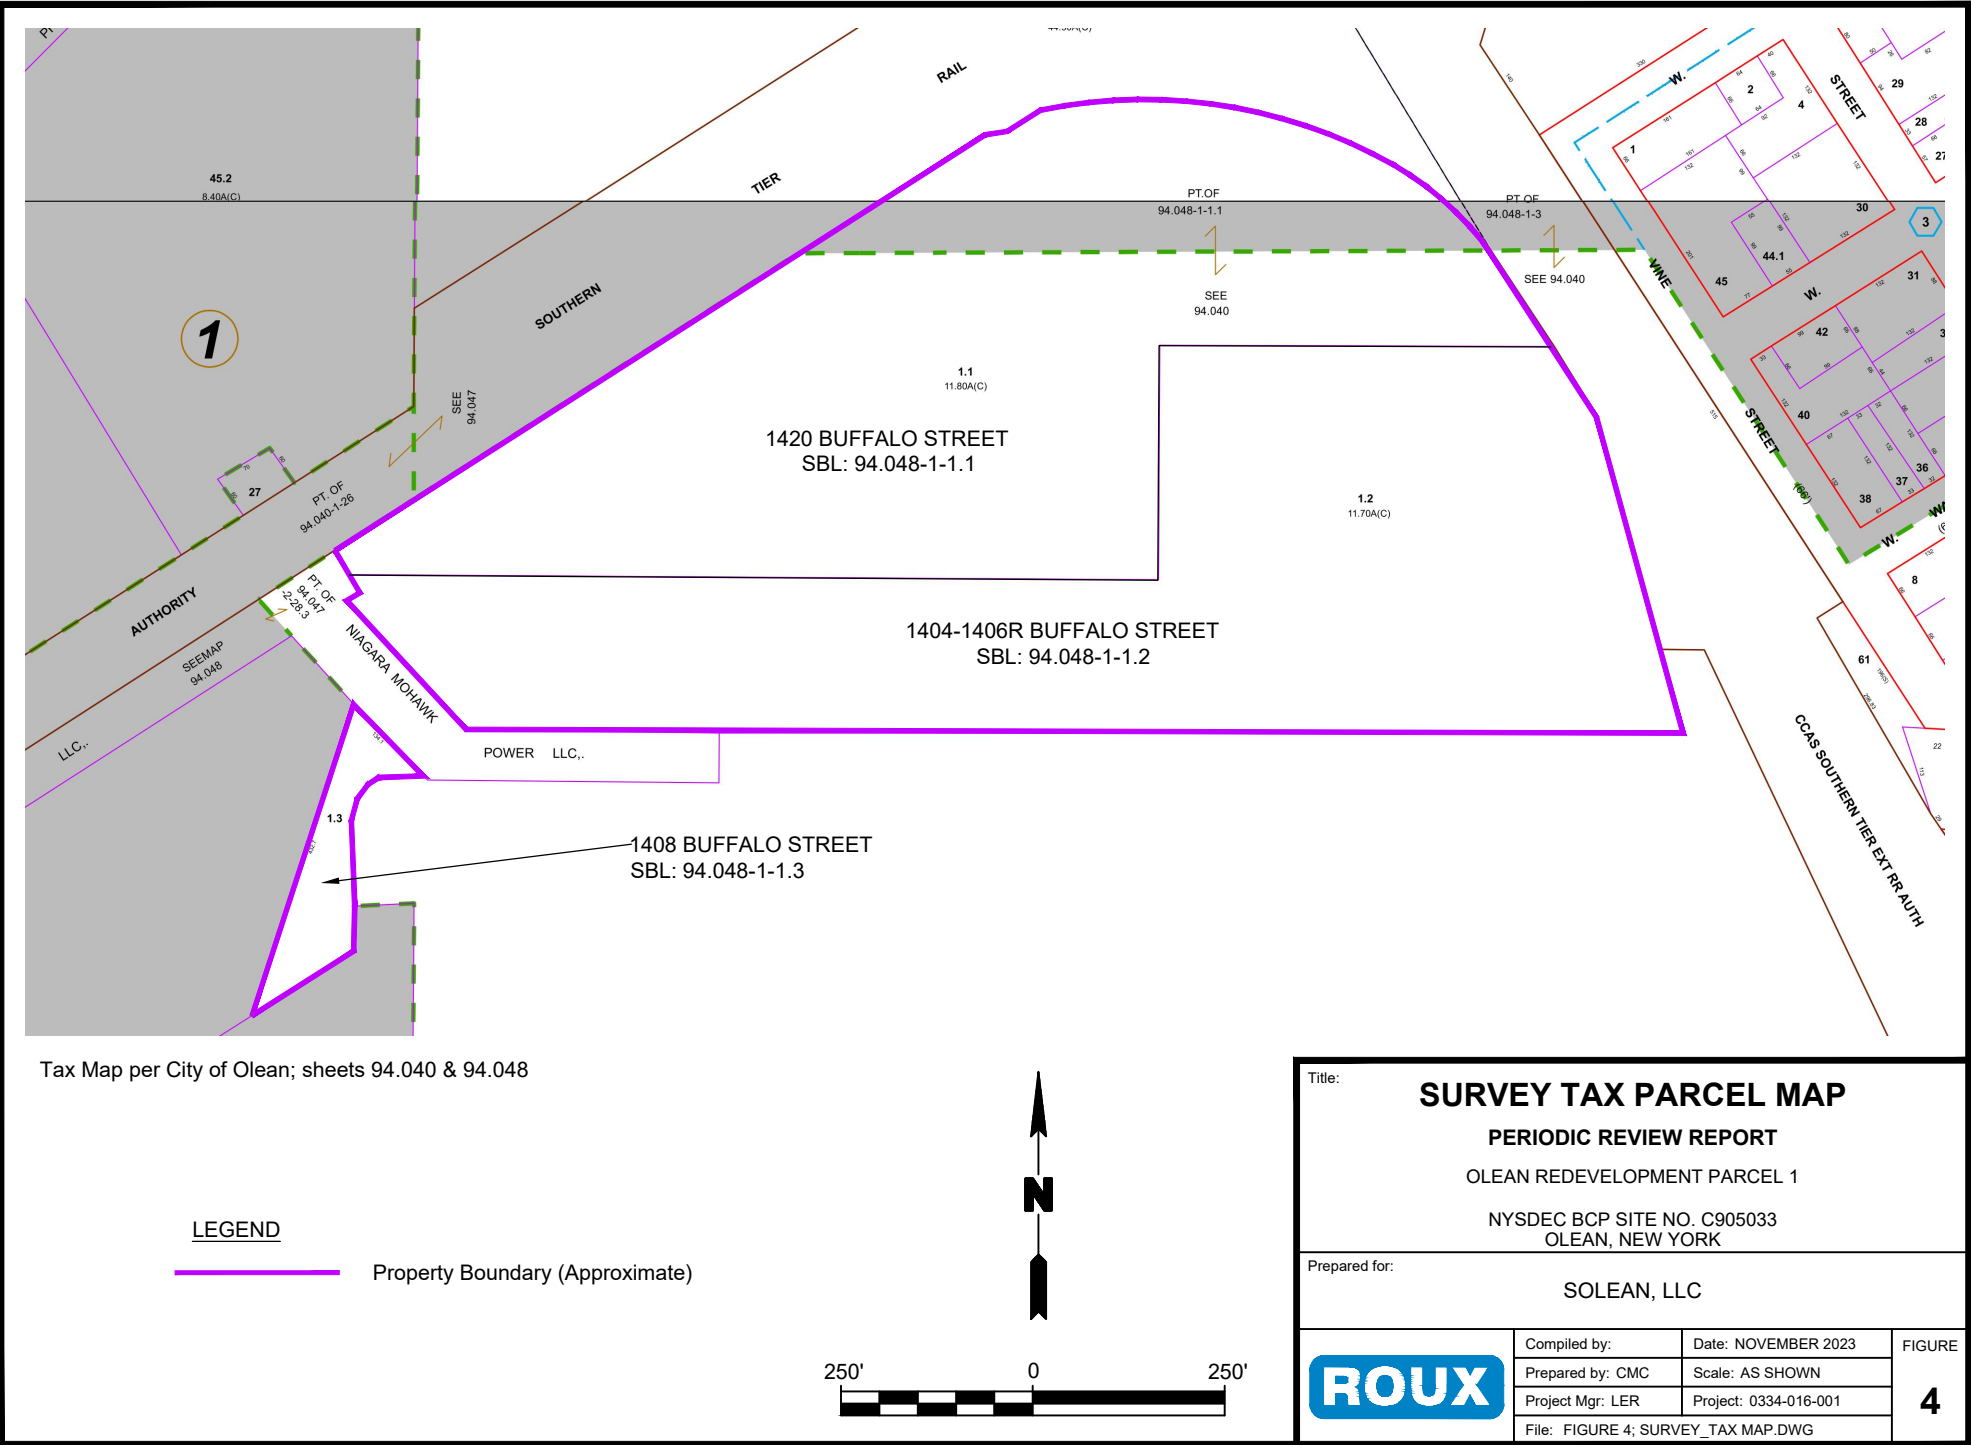 45.2
8.40A(C)
RAIL
TIER
SOUTHERN
AUTHORITY
1
SEE
94.047
27
PT. OF
94.040-1-26
PT. OF
94.047
-2-28.3
SEEMAP
94.048
LLC,.
NIAGARA MOHAWK
POWER LLC,.
PT.OF
94.048-1-1.1
PT OF
94.048-1-3
SEE
94.040
SEE 94.040
1.1
11.80A(C)
1420 BUFFALO STREET
SBL: 94.048-1-1.1
1.2
11.70A(C)
1404-1406R BUFFALO STREET
SBL: 94.048-1-1.2
1.3
1408 BUFFALO STREET
SBL: 94.048-1-1.3
W.
STREET
1
2
4
29
28
27
30
3
45
44.1
31
42
40
38
37
36
VINE
STREET
(66')
W.
W.
8
61
22
CCAS SOUTHERN TIER EXT RR AUTH
Tax Map per City of Olean; sheets 94.040 & 94.048
LEGEND
Property Boundary (Approximate)
N
250' 0 250'
Title:
SURVEY TAX PARCEL MAP
PERIODIC REVIEW REPORT
OLEAN REDEVELOPMENT PARCEL 1
NYSDEC BCP SITE NO. C905033
OLEAN, NEW YORK
Prepared for:
SOLEAN, LLC
ROUX
Compiled by:
Date: NOVEMBER 2023
Prepared by: CMC
Scale: AS SHOWN
Project Mgr: LER
Project: 0334-016-001
File: FIGURE 4; SURVEY_TAX MAP.DWG
FIGURE
4